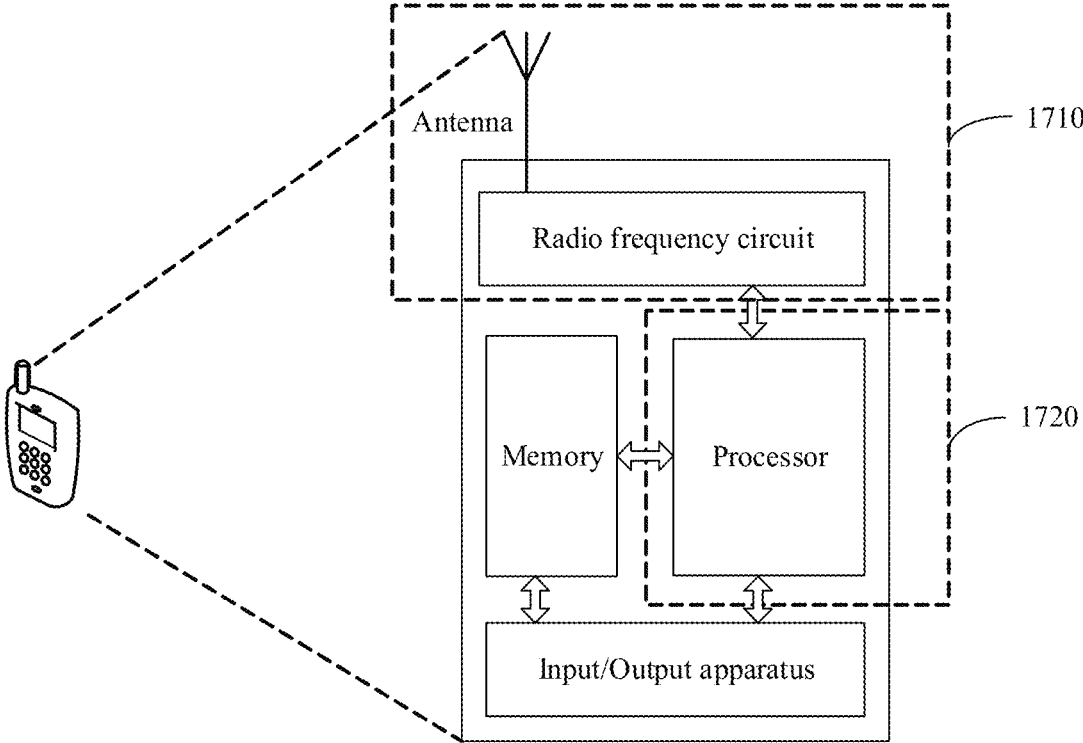 Antenna
1710
Radio frequency circuit
Memory
Processor
1720
Input/Output apparatus